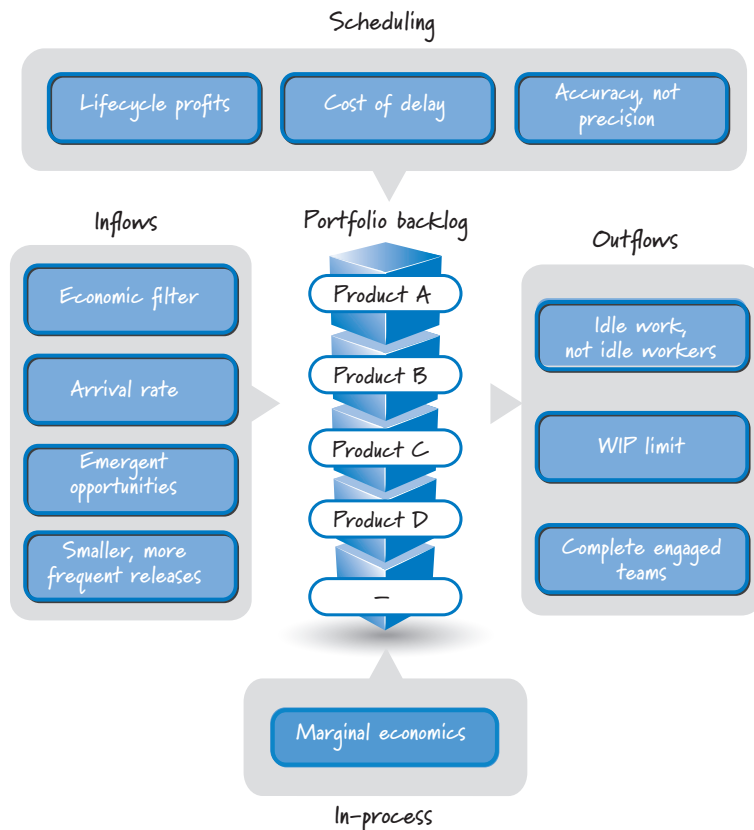 Scheduling
Lifecycle profits
Cost of delay
Accuracy, not
precision
Inflows
Economic filter
Arrival rate
Emergent
opportunities
Smaller, more
frequent releases
Portfolio backlog
Product A
Product B
Product C
Product D
–
Outflows
Idle work,
not idle workers
WIP limit
Complete engaged
teams
Marginal economics
In-process